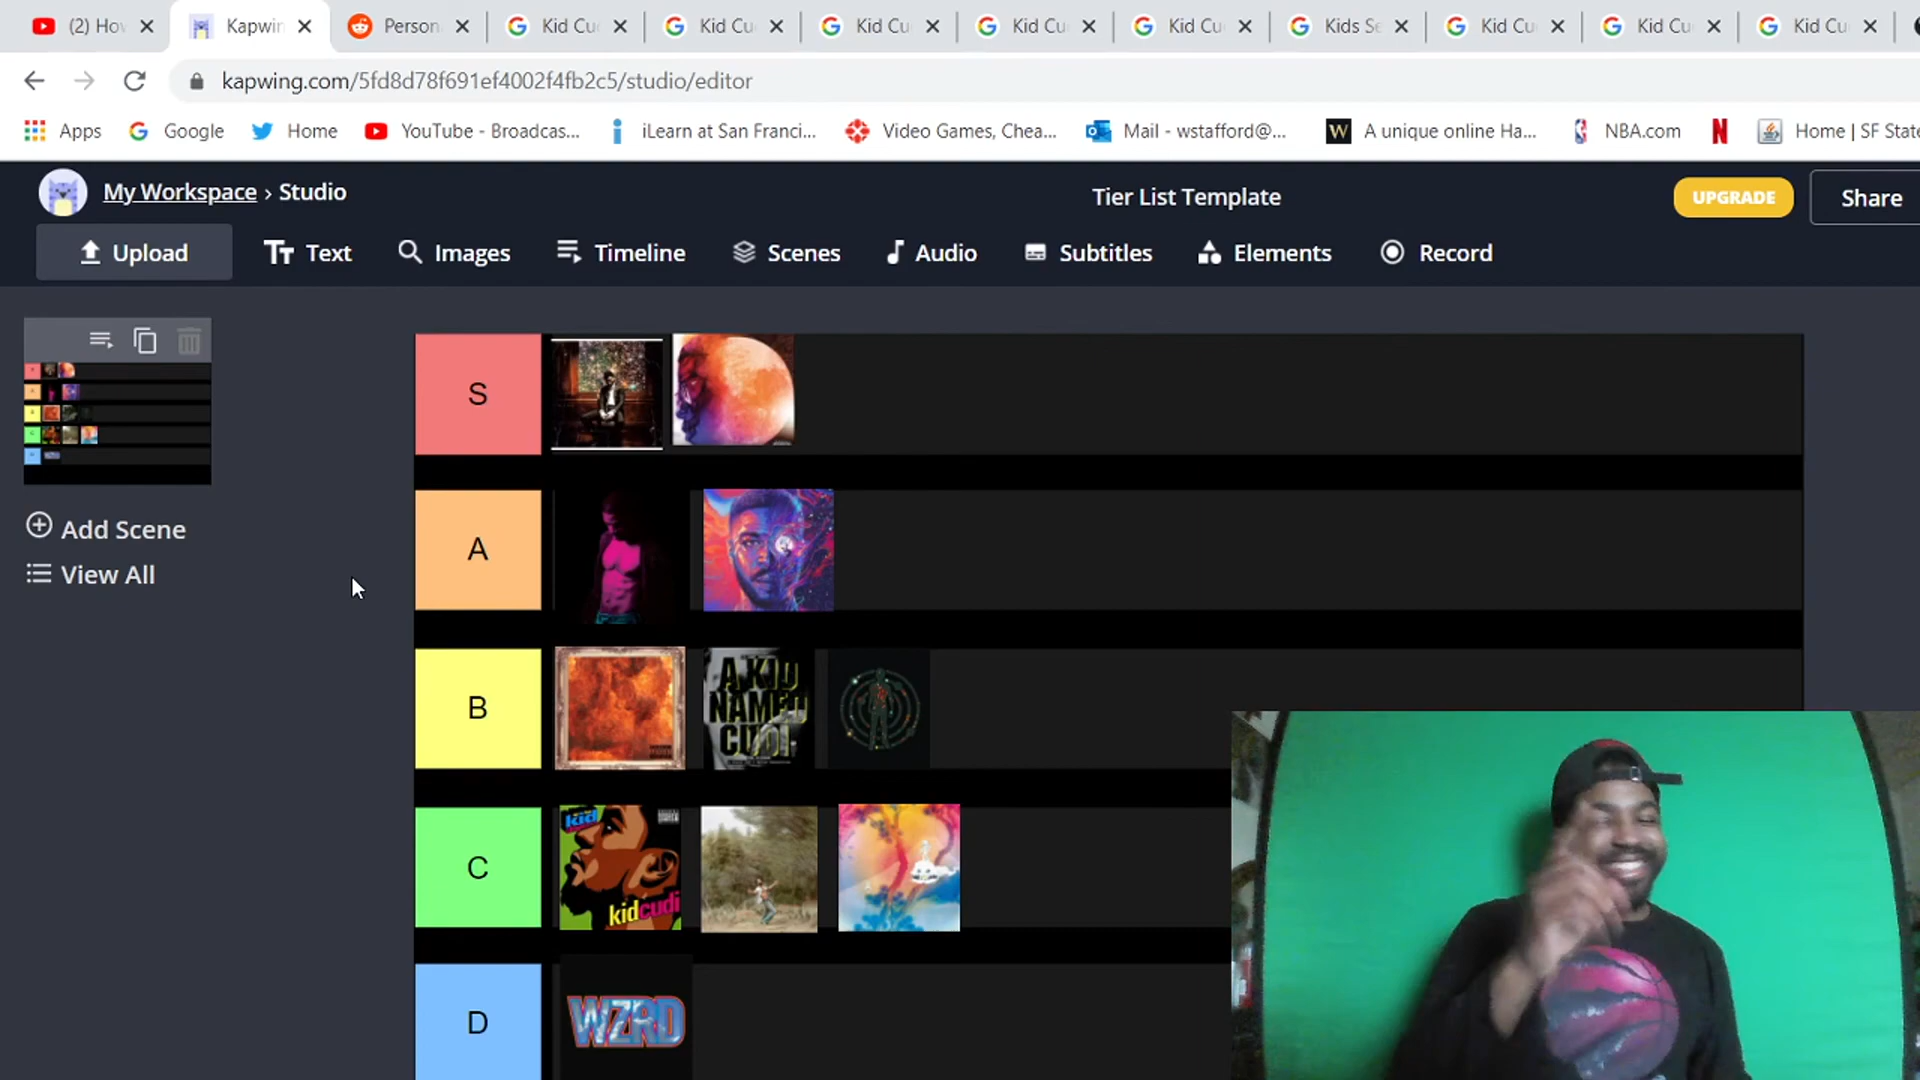 (2) Hov
Kapwin
Person
Kid Cu
Kid Cu
Kid Cu
Kid Cu
Kid Cu
Kids Se
Kid Cu
Kid Cu
Kid Cu
kapwing.com/5fd8d78f691ef4002f4fb2c5/studio/editor
Apps
Google
Home
YouTube - Broadcas...
iLearn at San Franci...
Video Games, Chea...
Mail - wstafford@...
W
A unique online Ha...
NBA.com
N
Home | SF State
My Workspace › Studio
Tier List Template
UPGRADE
Share
Upload
Text
Images
Timeline
Scenes
Audio
Subtitles
Elements
Record
Add Scene
View All
S
A
B
A KID
NAMED
CUDI
C
kid
kidcudi
D
WZRD